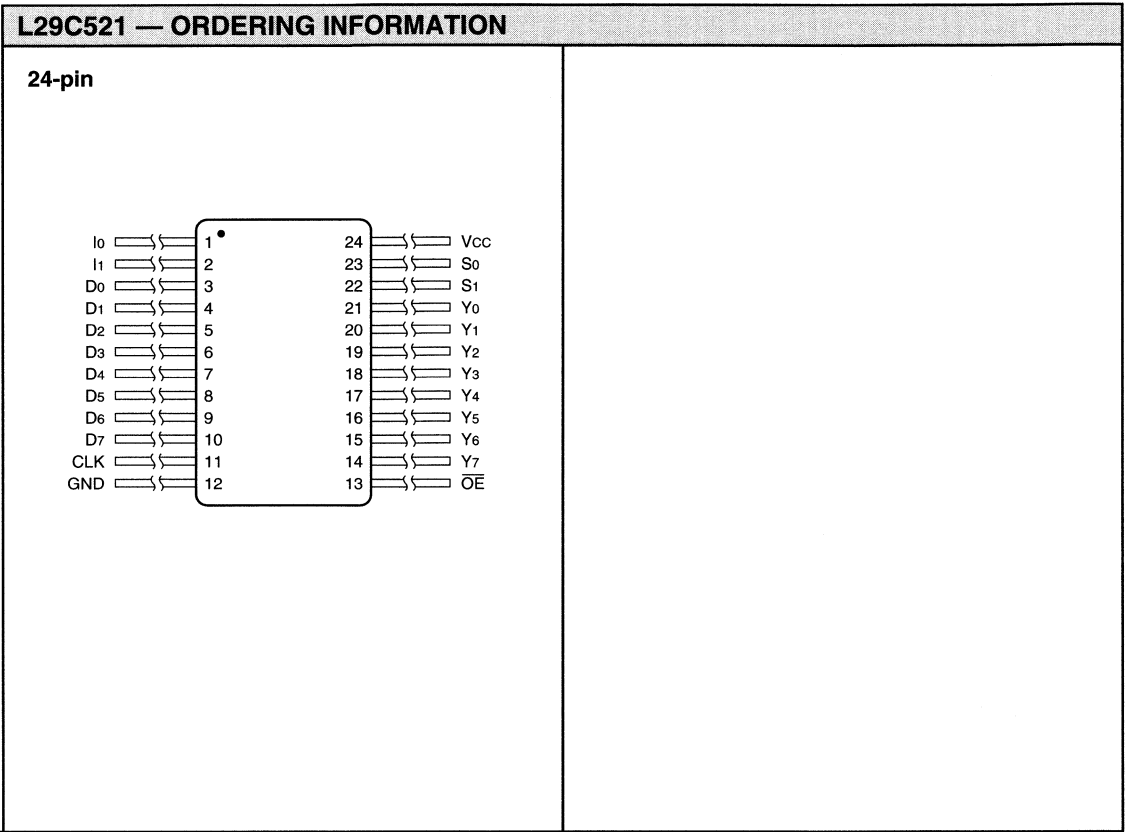 L29C521 — ORDERING INFORMATION
24-pin
I0 1 24 VCC
I1 2 23 S0
D0 3 22 S1
D1 4 21 Y0
D2 5 20 Y1
D3 6 19 Y2
D4 7 18 Y3
D5 8 17 Y4
D6 9 16 Y5
D7 10 15 Y6
CLK 11 14 Y7
GND 12 13 O̅E̅